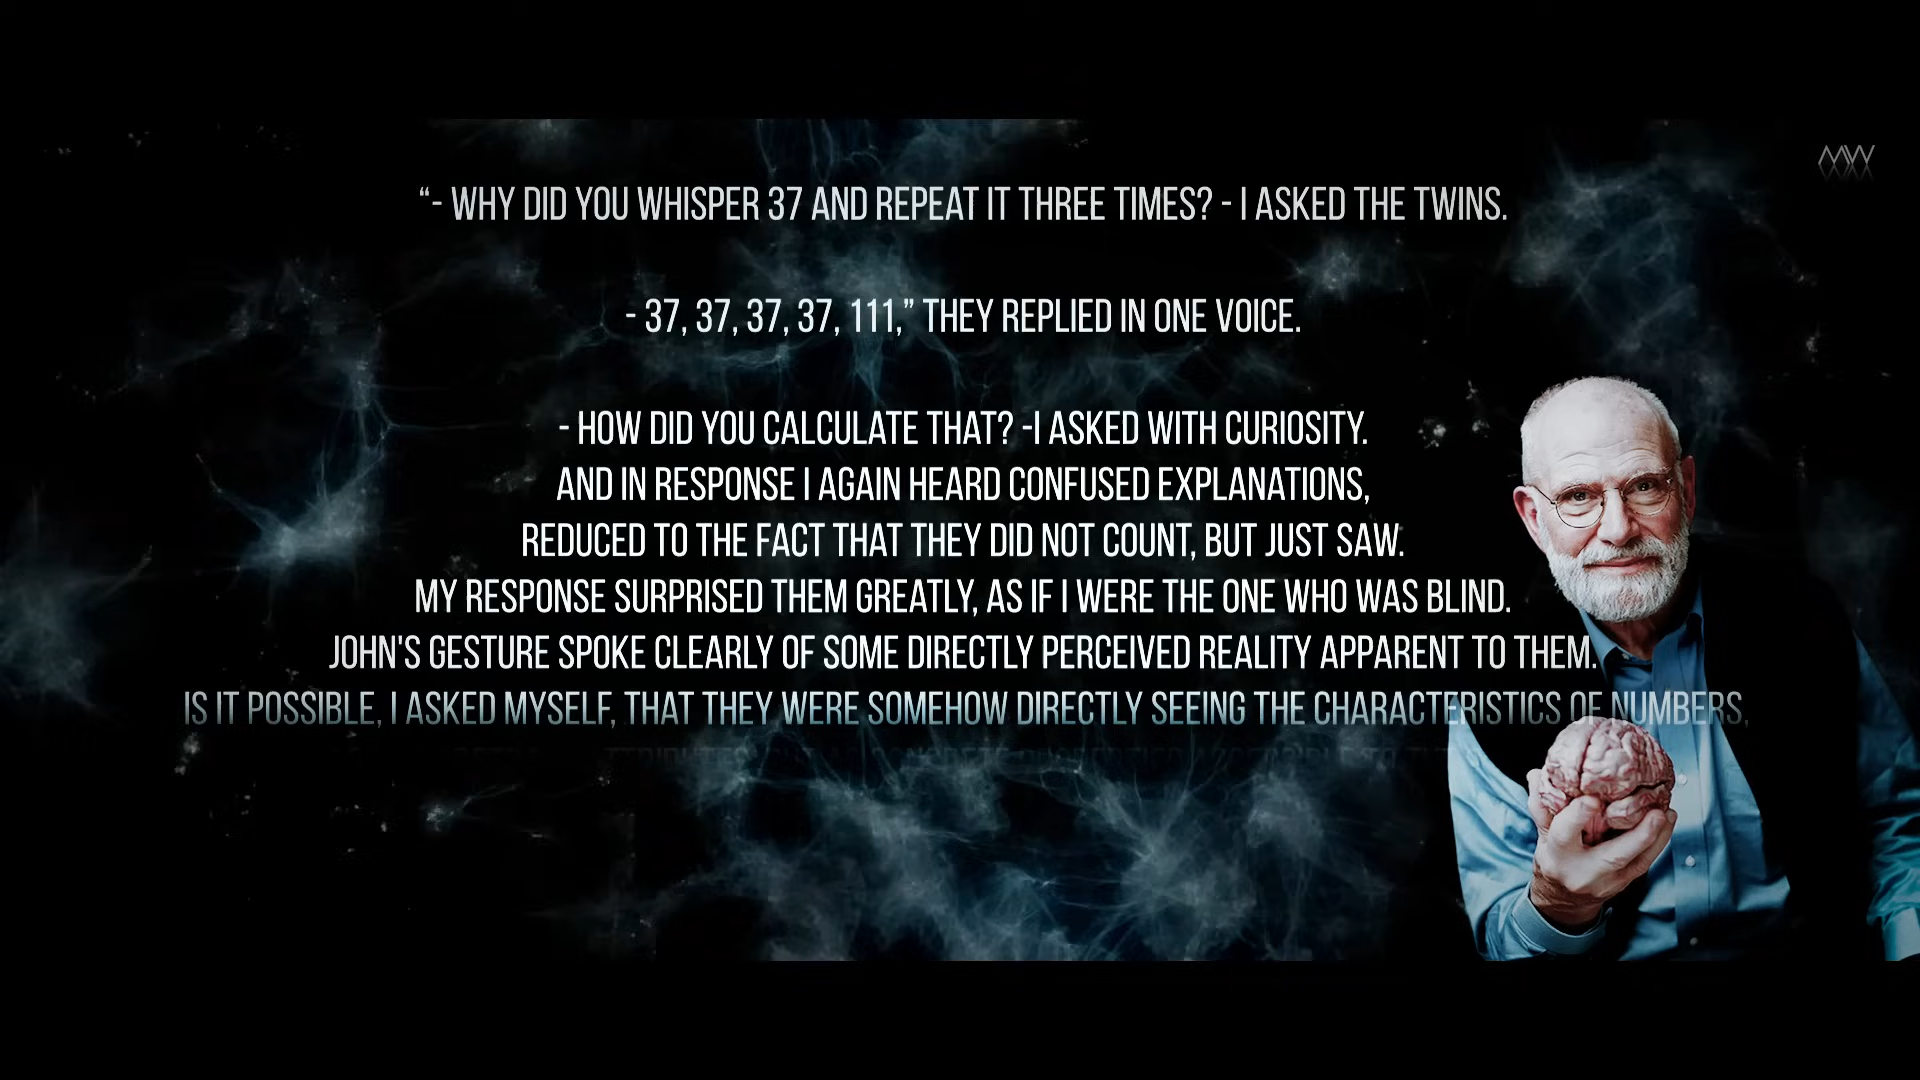 “- WHY DID YOU WHISPER 37 AND REPEAT IT THREE TIMES? - I ASKED THE TWINS.
- 37, 37, 37, 37, 111,” THEY REPLIED IN ONE VOICE.
- HOW DID YOU CALCULATE THAT? -I ASKED WITH CURIOSITY.
AND IN RESPONSE I AGAIN HEARD CONFUSED EXPLANATIONS,
REDUCED TO THE FACT THAT THEY DID NOT COUNT, BUT JUST SAW.
MY RESPONSE SURPRISED THEM GREATLY, AS IF I WERE THE ONE WHO WAS BLIND.
JOHN'S GESTURE SPOKE CLEARLY OF SOME DIRECTLY PERCEIVED REALITY APPARENT TO THEM.
IS IT POSSIBLE, I ASKED MYSELF, THAT THEY WERE SOMEHOW DIRECTLY SEEING THE CHARACTERISTICS OF NUMBERS,